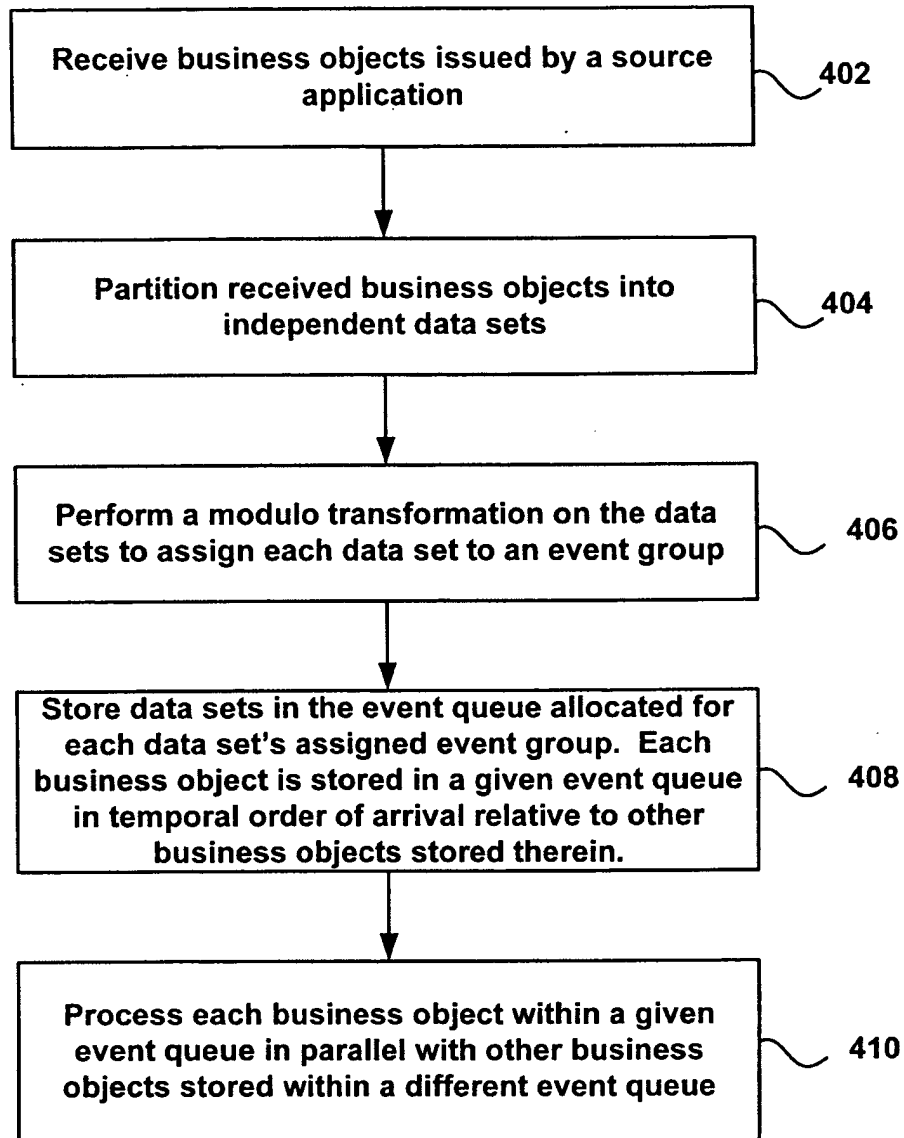 Receive business objects issued by a source
application
402
Partition received business objects into
independent data sets
404
Perform a modulo transformation on the data
sets to assign each data set to an event group
406
Store data sets in the event queue allocated for
each data set's assigned event group. Each
business object is stored in a given event queue
in temporal order of arrival relative to other
business objects stored therein.
408
Process each business object within a given
event queue in parallel with other business
objects stored within a different event queue
410